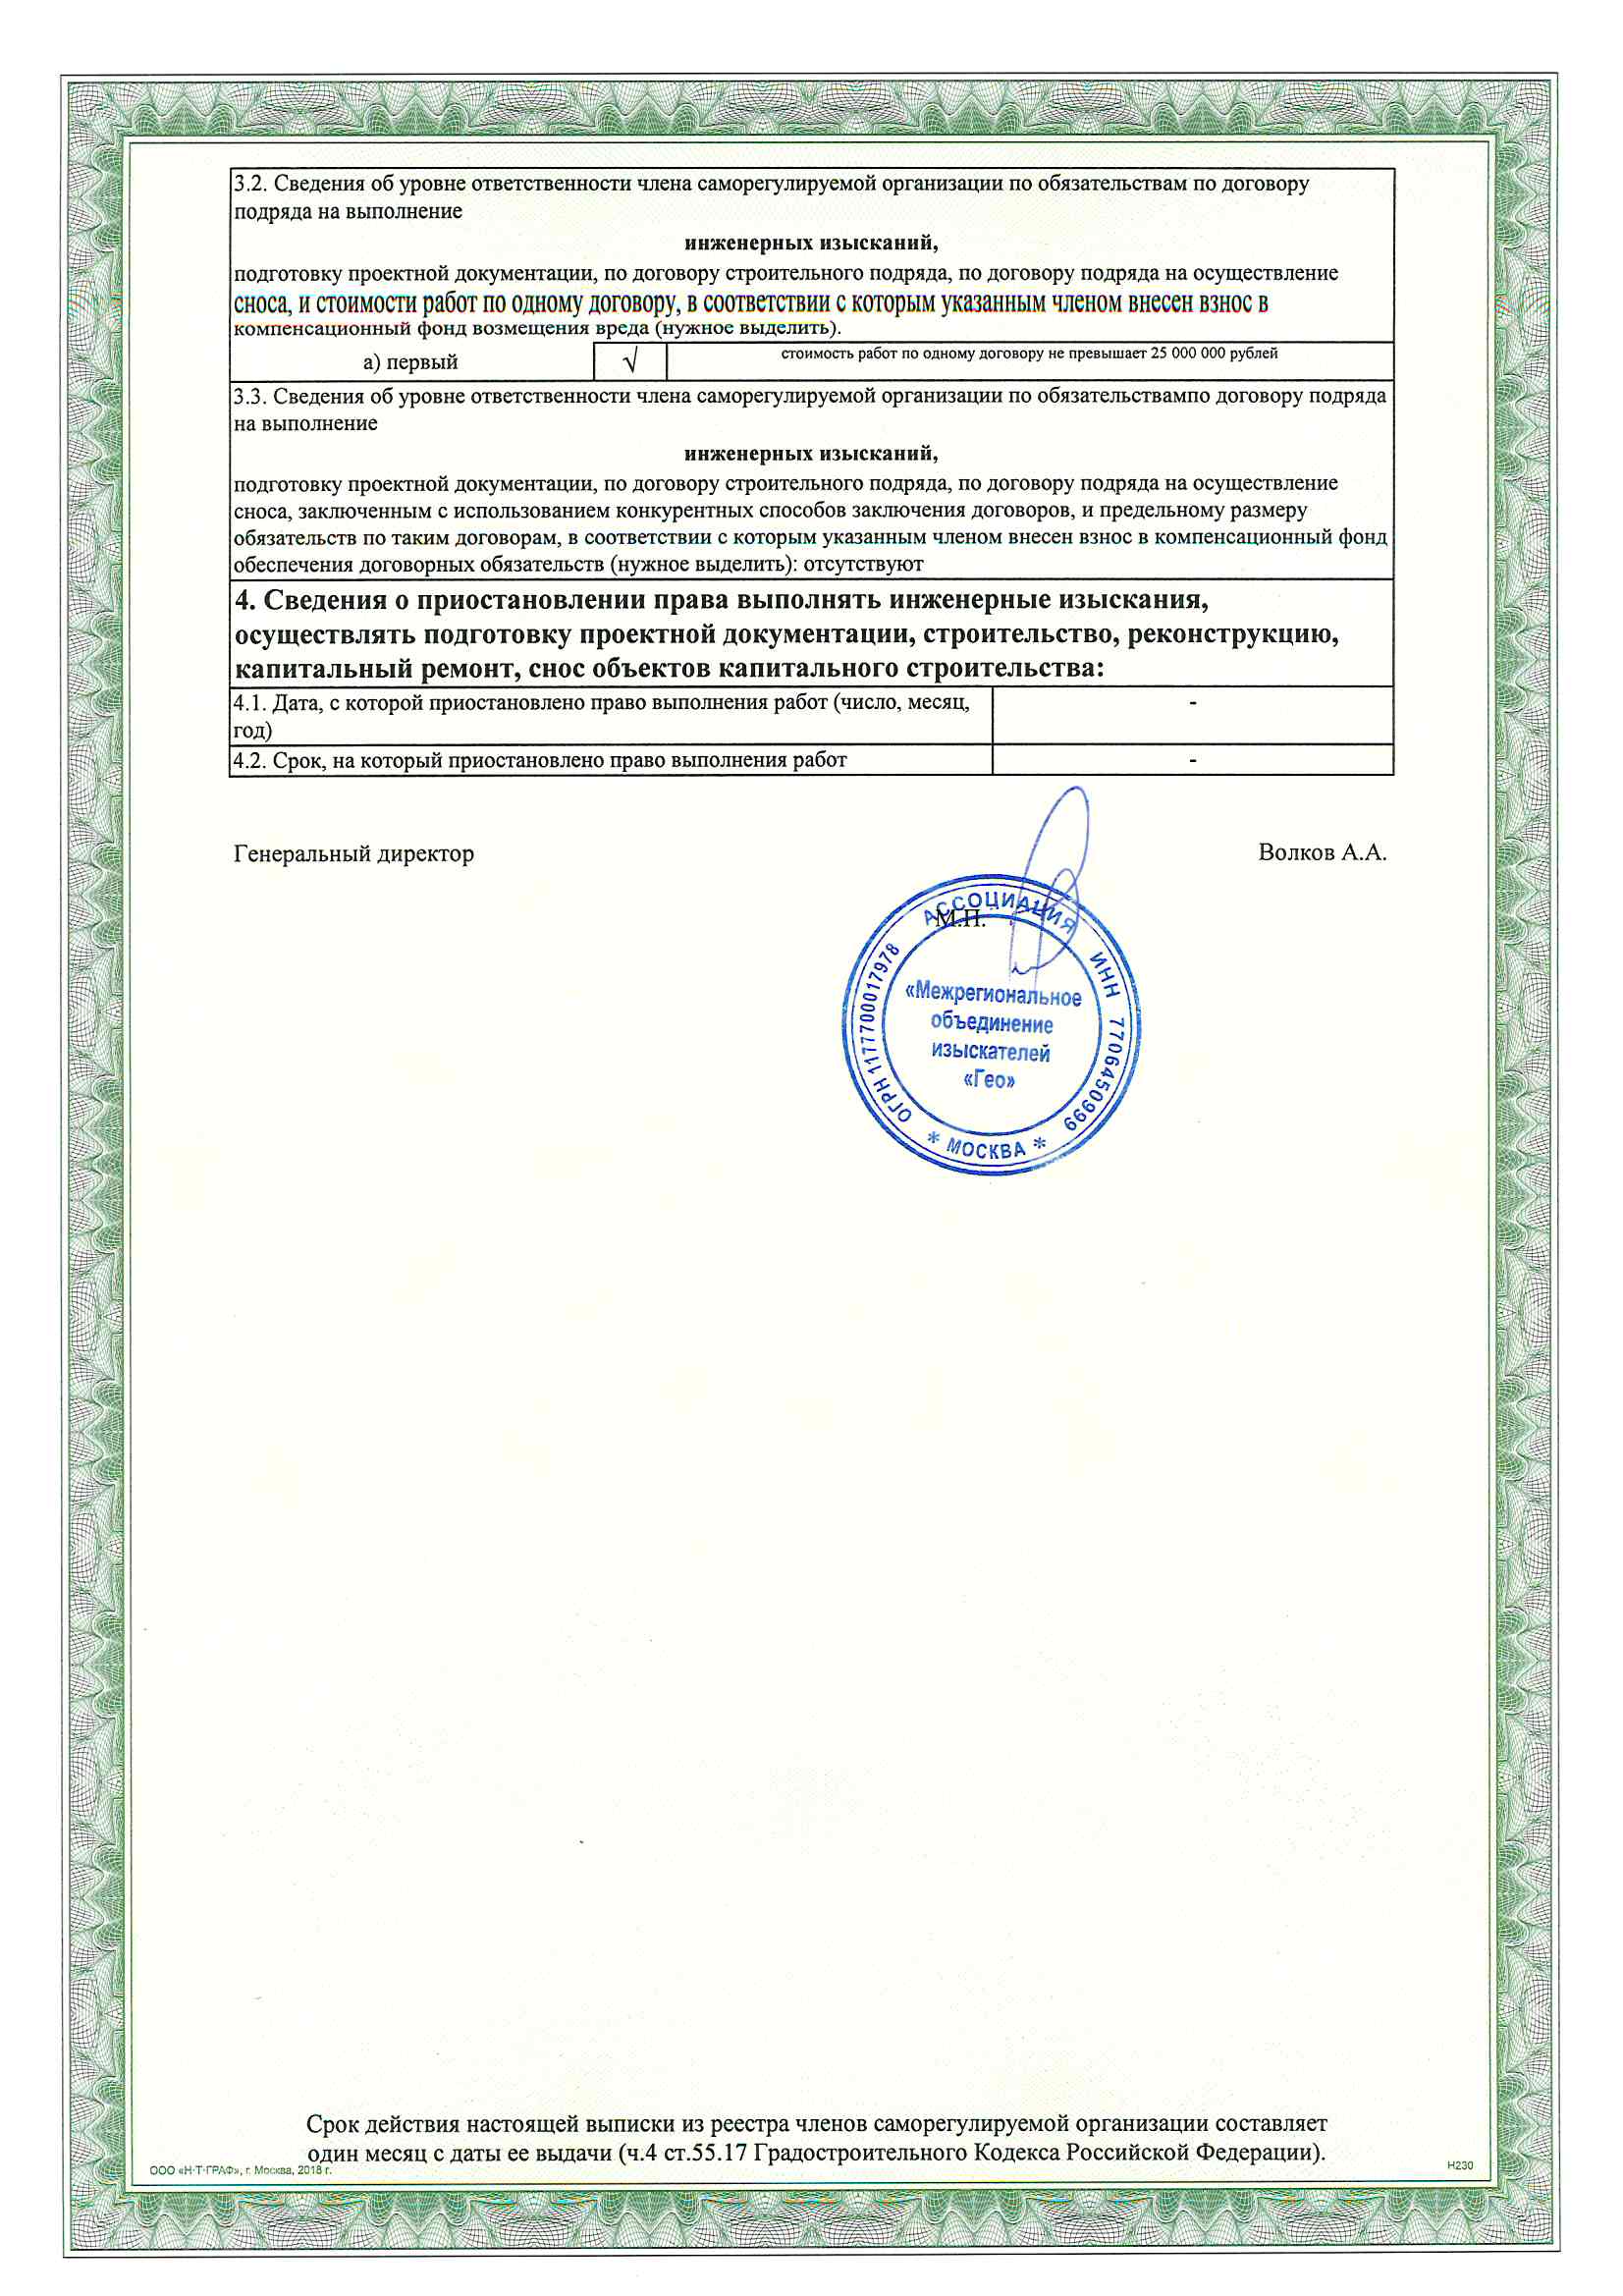 3.2. Сведения об уровне ответственности члена саморегулируемой организации по обязательствам по договору
подряда на выполнение
инженерных изысканий,
подготовку проектной документации, по договору строительного подряда, по договору подряда на осуществление
сноса, и стоимости работ по одному договору, в соответствии с которым указанным членом внесен взнос в
компенсационный фонд возмещения вреда (нужное выделить).
а) первый √ стоимость работ по одному договору не превышает 25 000 000 рублей
3.3. Сведения об уровне ответственности члена саморегулируемой организации по обязательствампо договору подряда
на выполнение
инженерных изысканий,
подготовку проектной документации, по договору строительного подряда, по договору подряда на осуществление
сноса, заключенным с использованием конкурентных способов заключения договоров, и предельному размеру
обязательств по таким договорам, в соответствии с которым указанным членом внесен взнос в компенсационный фонд
обеспечения договорных обязательств (нужное выделить): отсутствуют
4. Сведения о приостановлении права выполнять инженерные изыскания,
осуществлять подготовку проектной документации, строительство, реконструкцию,
капитальный ремонт, снос объектов капитального строительства:
4.1. Дата, с которой приостановлено право выполнения работ (число, месяц, -
год)
4.2. Срок, на который приостановлено право выполнения работ -
Генеральный директор Волков А.А.
М.П.
АССОЦИАЦИЯ ИНН 7706450999
ОГРН 1177700017978
* МОСКВА *
«Межрегиональное
объединение
изыскателей
«Гео»
Срок действия настоящей выписки из реестра членов саморегулируемой организации составляет
один месяц с даты ее выдачи (ч.4 ст.55.17 Градостроительного Кодекса Российской Федерации).
ООО «Н-Т-ГРАФ», г. Москва, 2018 г. Н230